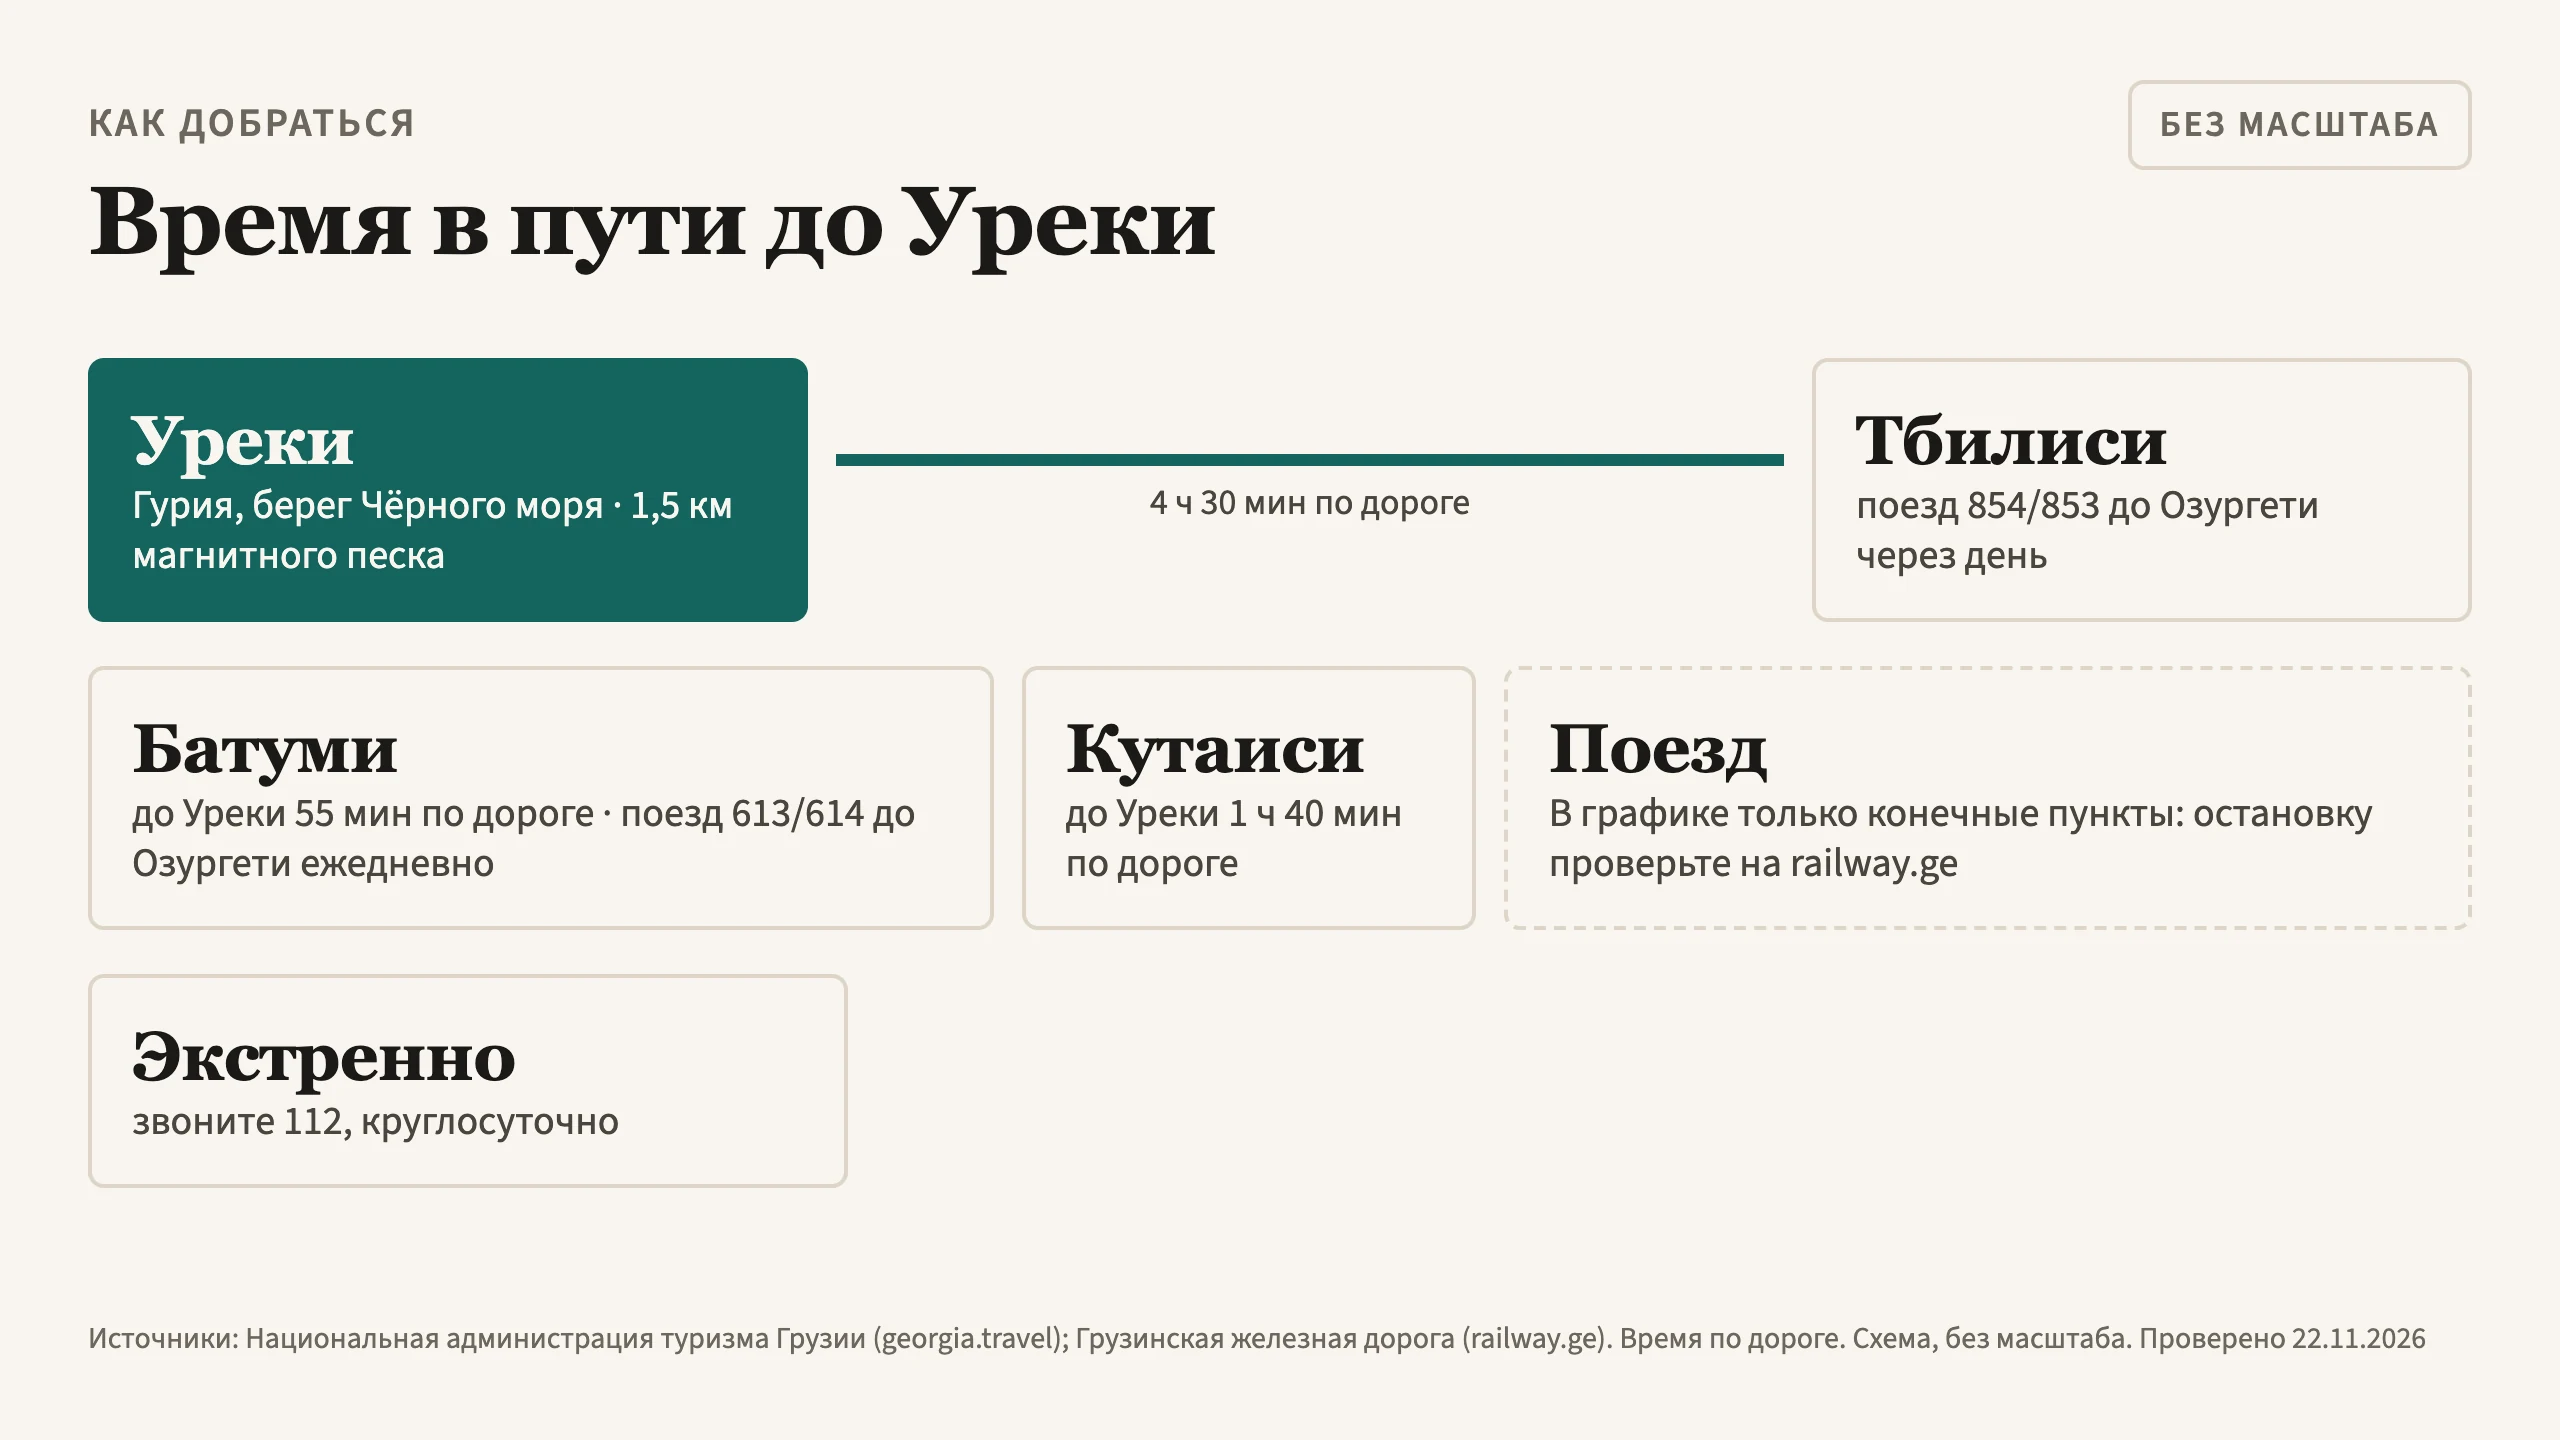 КАК ДОБРАТЬСЯ
БЕЗ МАСШТАБА
Время в пути до Уреки
Уреки
Гурия, берег Чёрного моря · 1,5 км
магнитного песка
4 ч 30 мин по дороге
Тбилиси
поезд 854/853 до Озургети
через день
Батуми
до Уреки 55 мин по дороге · поезд 613/614 до
Озургети ежедневно
Кутаиси
до Уреки 1 ч 40 мин
по дороге
Поезд
В графике только конечные пункты: остановку
проверьте на railway.ge
Экстренно
звоните 112, круглосуточно
Источники: Национальная администрация туризма Грузии (georgia.travel); Грузинская железная дорога (railway.ge). Время по дороге. Схема, без масштаба. Проверено 22.11.2026